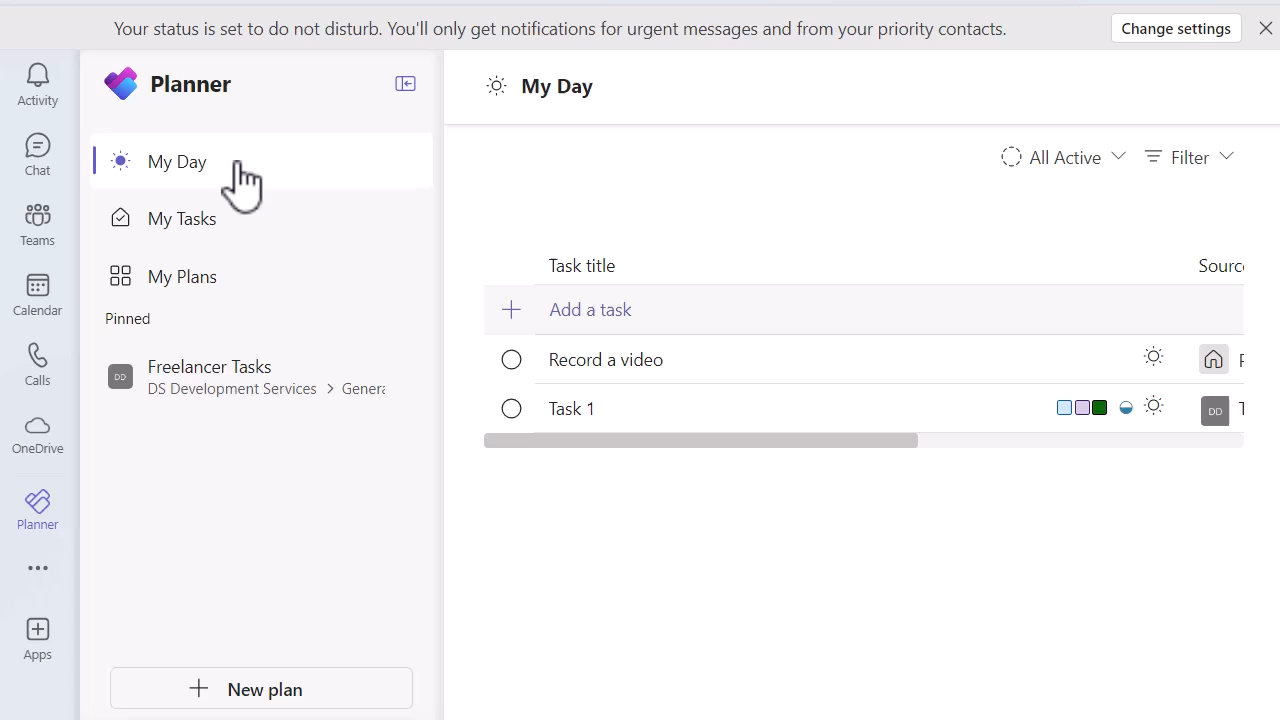 Your status is set to do not disturb. You'll only get notifications for urgent messages and from your priority contacts.
Change settings
Activity
Chat
Teams
Calendar
Calls
OneDrive
Planner
Apps
Planner
My Day
My Tasks
My Plans
Pinned
DD
Freelancer Tasks
DS Development Services > Genera
New plan
My Day
All Active
Filter
Task title
Source
Add a task
Record a video
Task 1
DD